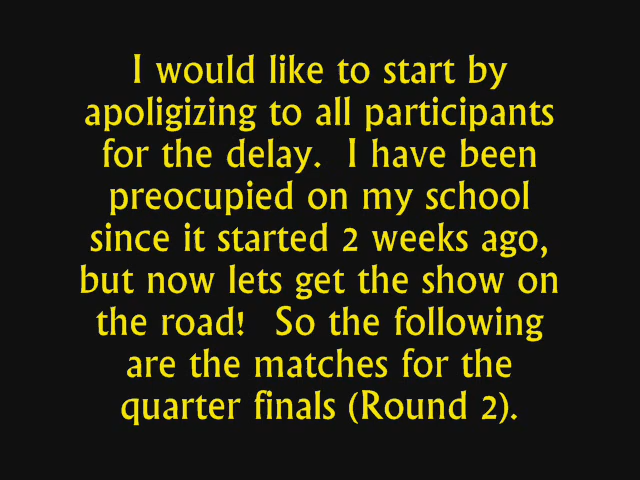 I would like to start by
apoligizing to all participants
for the delay.  I have been
preocupied on my school
since it started 2 weeks ago,
but now lets get the show on
the road!  So the following
are the matches for the
quarter finals (Round 2).